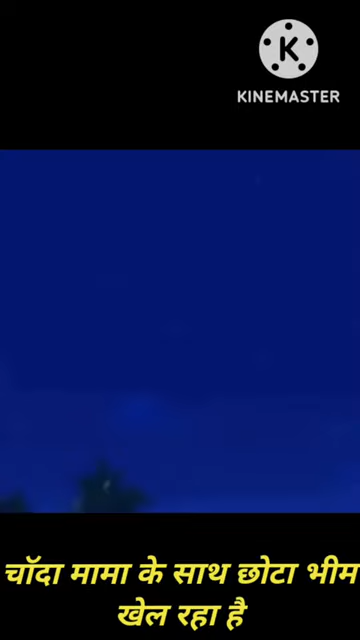 K
KINEMASTER
चॉदा मामा के साथ छोटा भीम
खेल रहा है